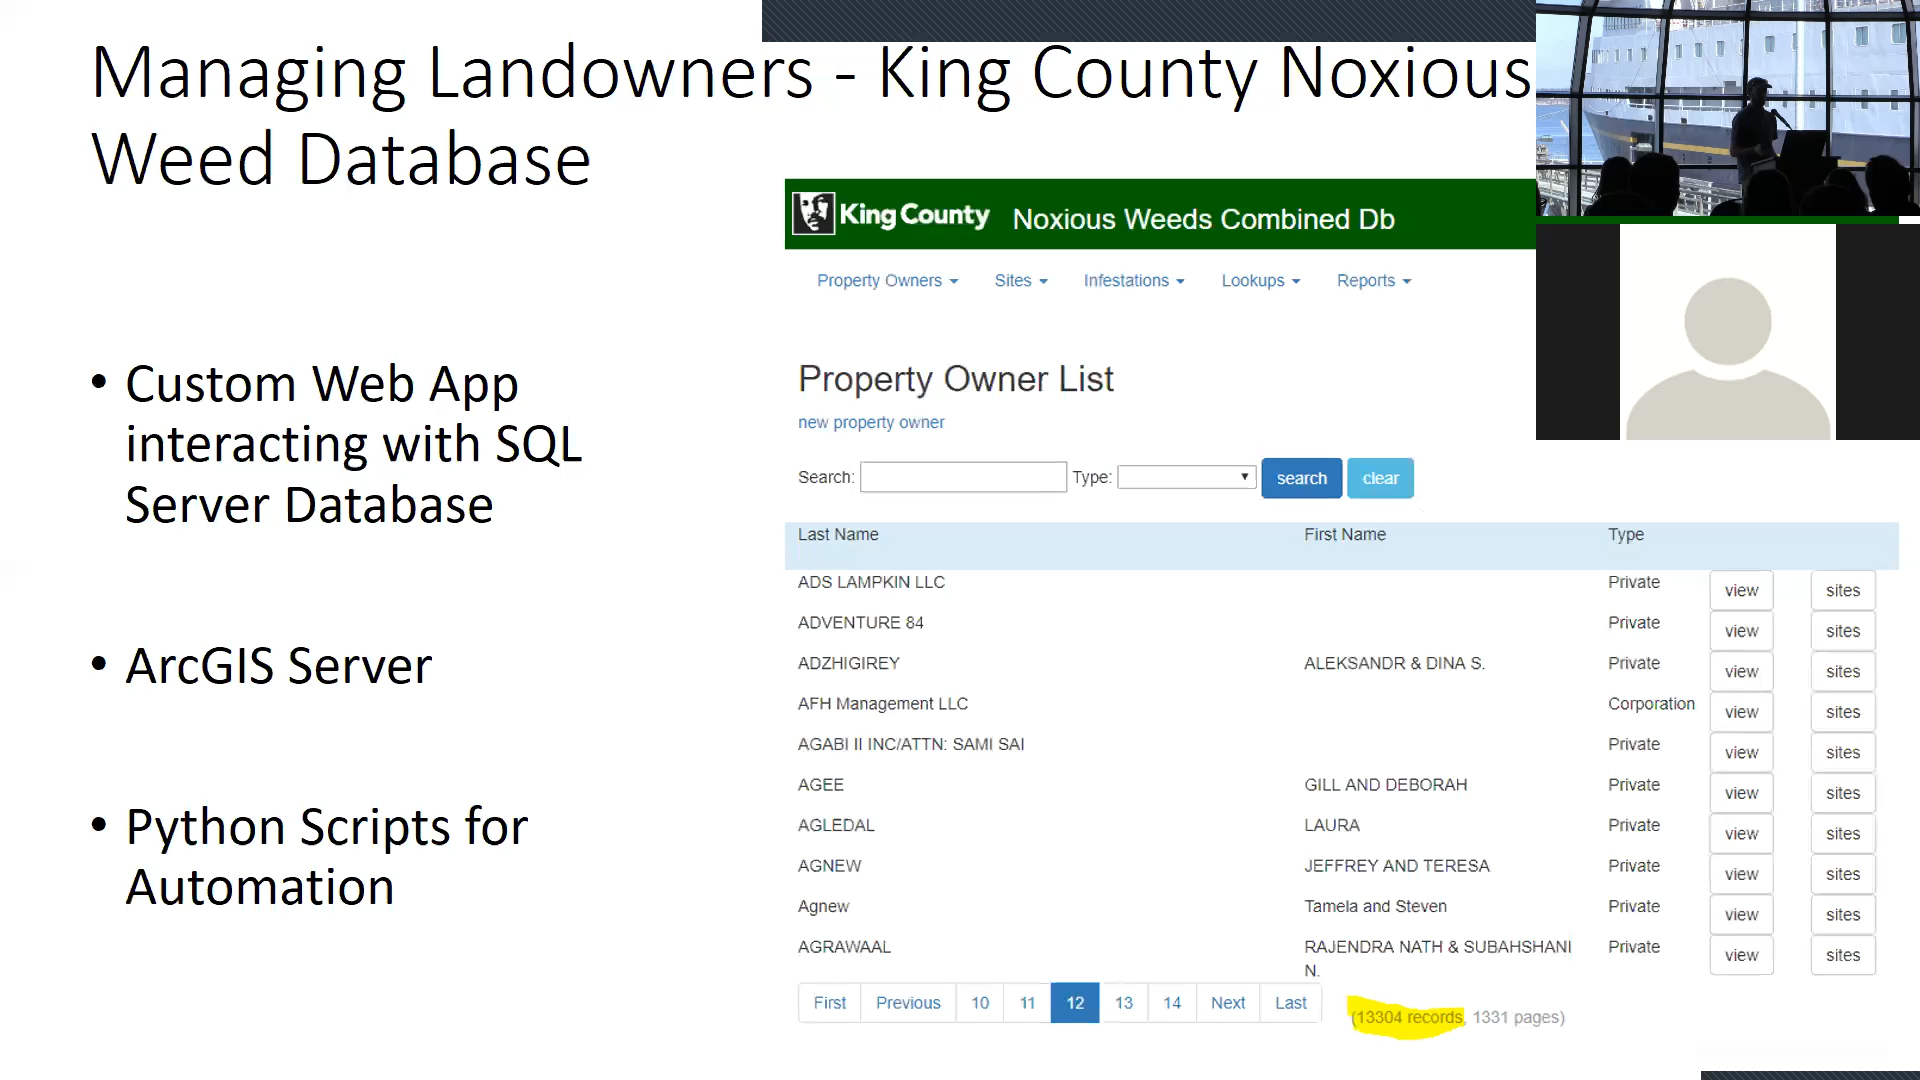 Managing Landowners - King County Noxious
Weed Database
• Custom Web App
interacting with SQL
Server Database
• ArcGIS Server
• Python Scripts for
Automation
King County Noxious Weeds Combined Db
Property Owners Sites Infestations Lookups Reports
Property Owner List
new property owner
Search: Type: search clear
Last Name First Name Type
ADS LAMPKIN LLC Private view sites
ADVENTURE 84 Private view sites
ADZHIGIREY ALEKSANDR & DINA S. Private view sites
AFH Management LLC Corporation view sites
AGABI II INC/ATTN: SAMI SAI Private view sites
AGEE GILL AND DEBORAH Private view sites
AGLEDAL LAURA Private view sites
AGNEW JEFFREY AND TERESA Private view sites
Agnew Tamela and Steven Private view sites
AGRAWAAL RAJENDRA NATH & SUBAHSHANI Private view sites
N.
First Previous 10 11 12 13 14 Next Last
(13304 records, 1331 pages)